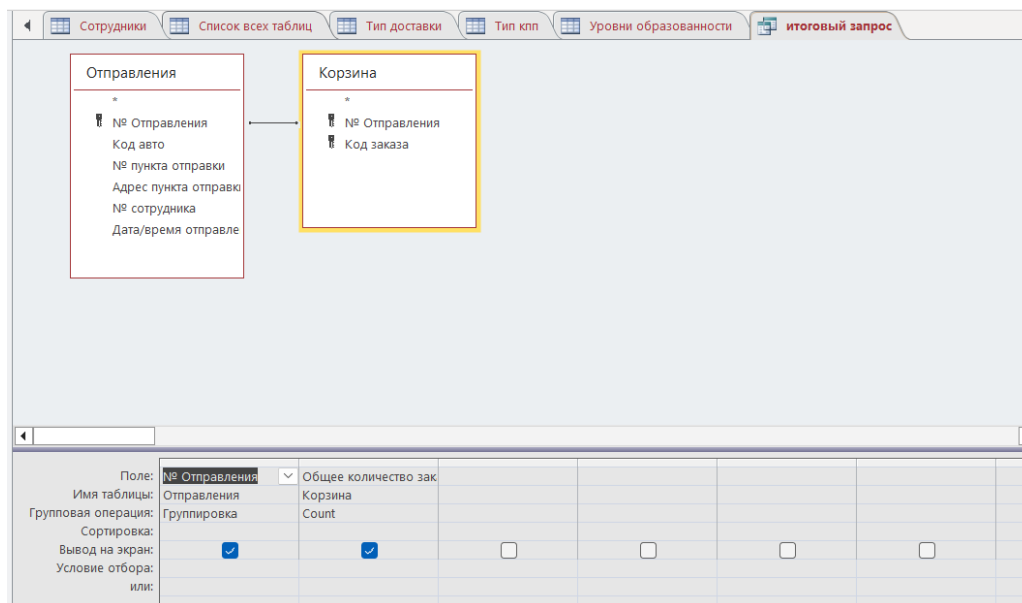 Сотрудники Список всех таблиц Тип доставки Тип кпп Уровни образованности итоговый запрос
Отправления Корзина
* *
№ Отправления № Отправления
Код авто Код заказа
№ пункта отправки
Адрес пункта отправки
№ сотрудника
Дата/время отправле
Поле: № Отправления Общее количество зак
Имя таблицы: Отправления Корзина
Групповая операция: Группировка Count
Сортировка:
Вывод на экран:
Условие отбора:
или: